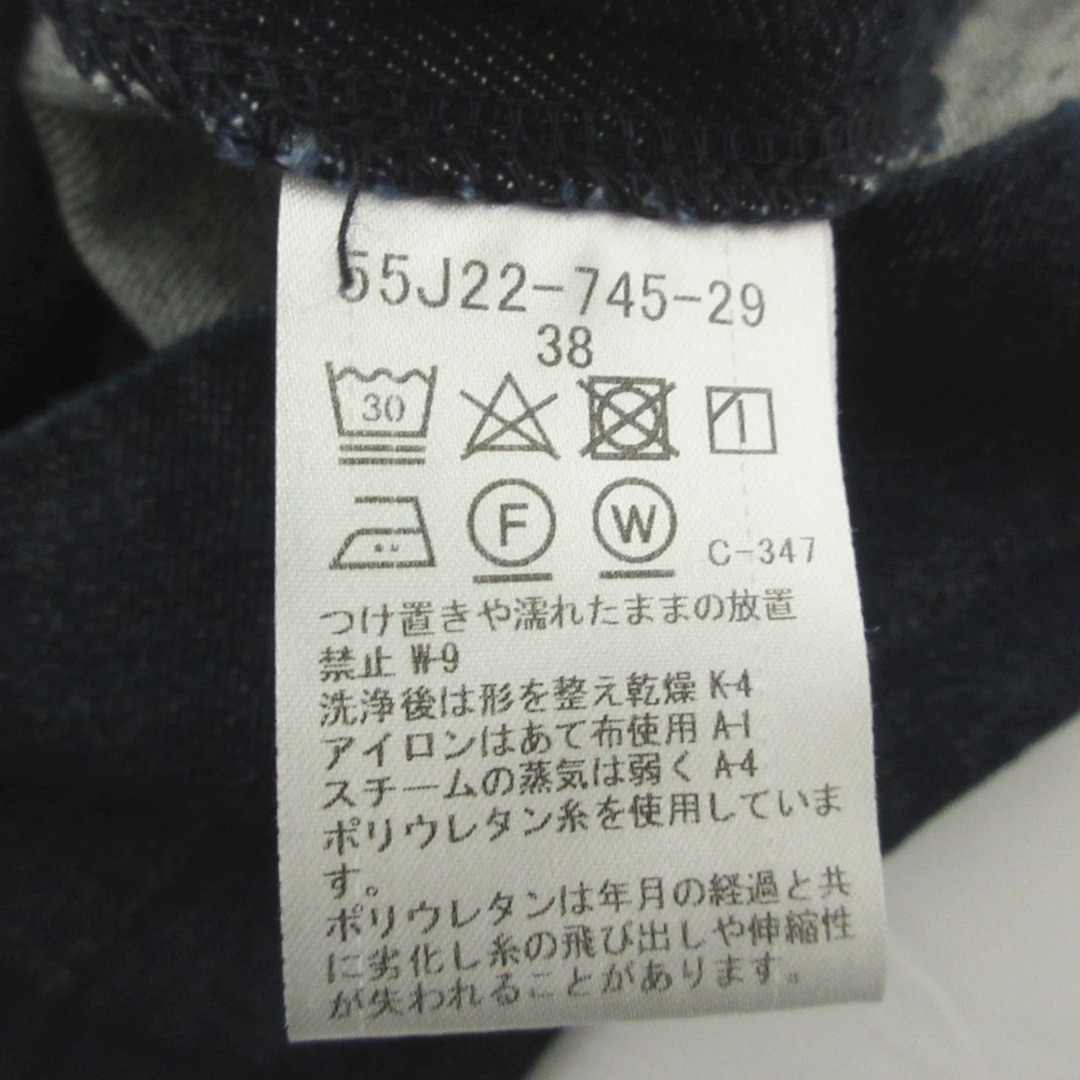 55J22-745-29
38
30
F W C-347
つけ置きや濡れたままの放置
禁止 W-9
洗浄後は形を整え乾燥 K-4
アイロンはあて布使用 A-1
スチームの蒸気は弱く A-4
ポリウレタン糸を使用していま
す。
ポリウレタンは年月の経過と共
に劣化し糸の飛び出しや伸縮性
が失われることがあります。